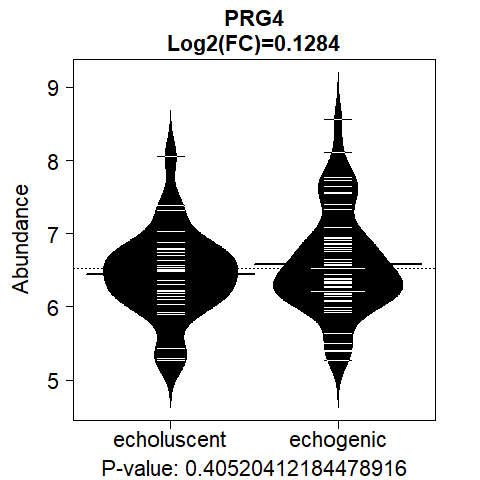 PRG4
Log2(FC)=0.1284
9
8
7
6
5
Abundance
echoluscent echogenic
P-value: 0.40520412184478916